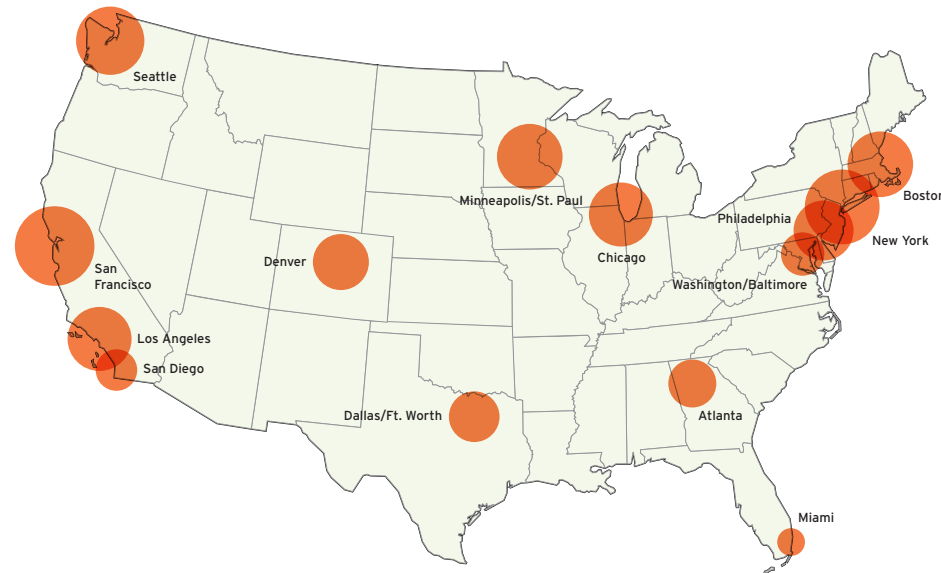 Seattle
Minneapolis/St. Paul
Boston
Philadelphia
New York
Chicago
Denver
San
Francisco
Washington/Baltimore
Los Angeles
San Diego
Dallas/Ft. Worth
Atlanta
Miami